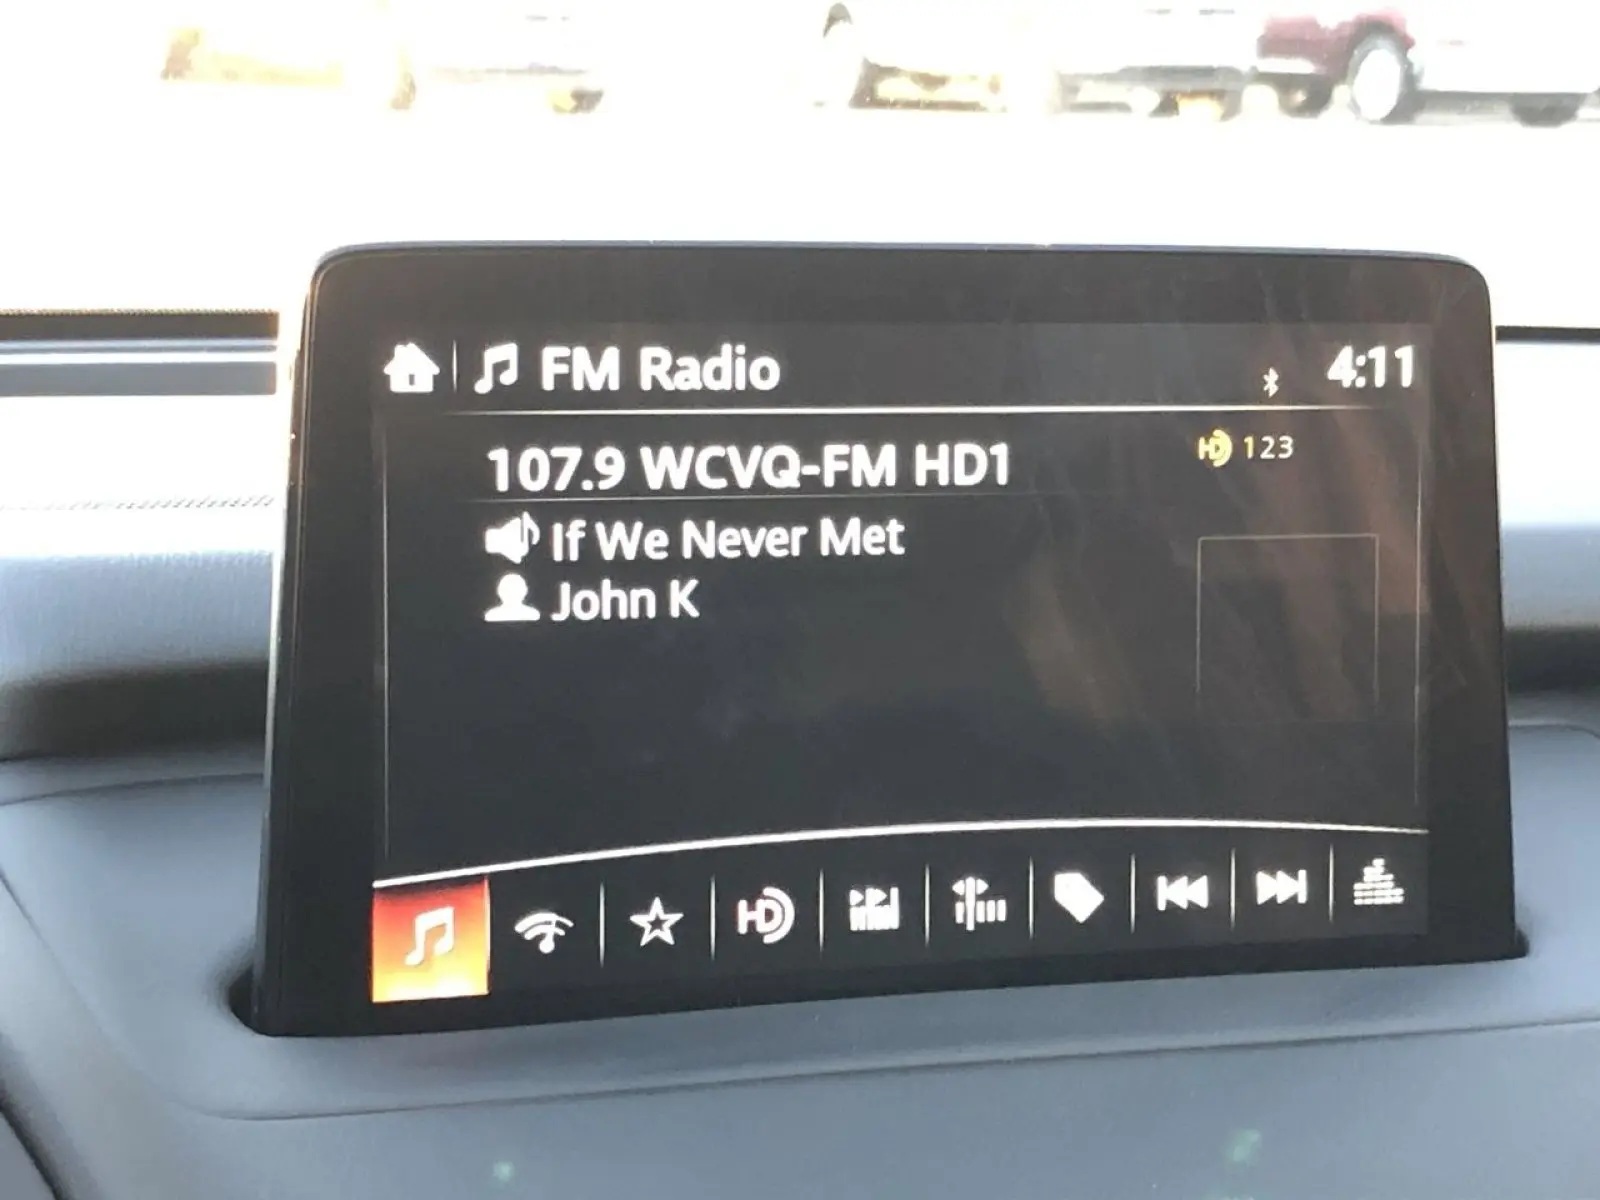 FM Radio
4:11
107.9 WCVQ-FM HD1
HD 123
If We Never Met
John K
HD